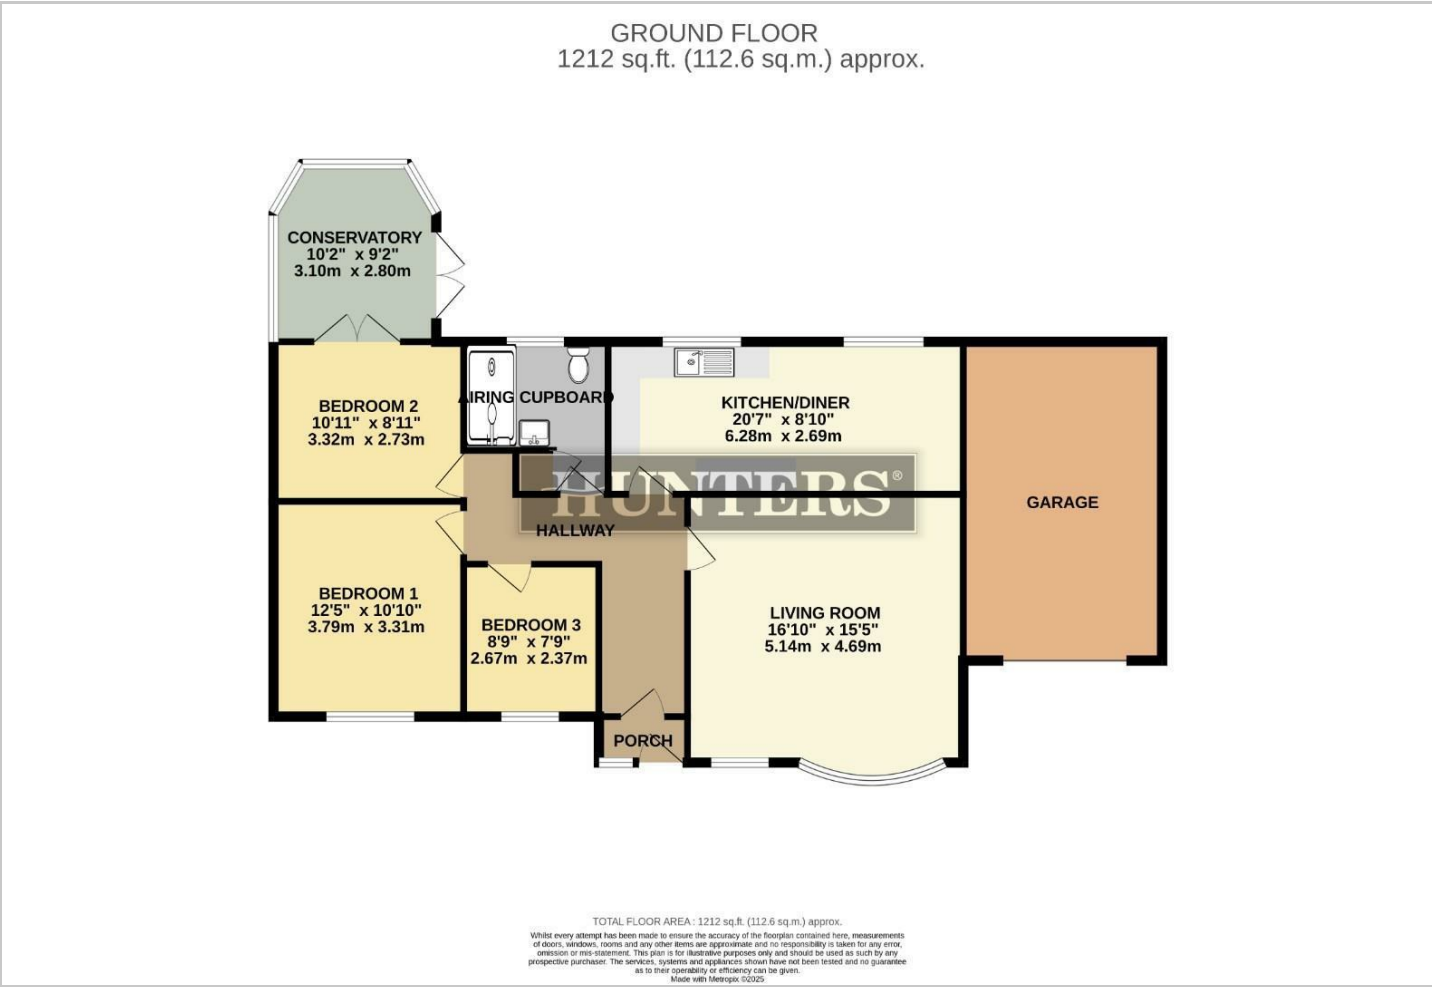 GROUND FLOOR
1212 sq.ft. (112.6 sq.m.) approx.
CONSERVATORY
10'2" x 9'2"
3.10m x 2.80m
BEDROOM 2
10'11" x 8'11"
3.32m x 2.73m
AIRING CUPBOARD
KITCHEN/DINER
20'7" x 8'10"
6.28m x 2.69m
HUNTERS®
GARAGE
HALLWAY
BEDROOM 1
12'5" x 10'10"
3.79m x 3.31m
BEDROOM 3
8'9" x 7'9"
2.67m x 2.37m
LIVING ROOM
16'10" x 15'5"
5.14m x 4.69m
PORCH
TOTAL FLOOR AREA : 1212 sq.ft. (112.6 sq.m.) approx.
Whilst every attempt has been made to ensure the accuracy of the floorplan contained here, measurements
of doors, windows, rooms and any other items are approximate and no responsibility is taken for any error,
omission or mis-statement. This plan is for illustrative purposes only and should be used as such by any
prospective purchaser. The services, systems and appliances shown have not been tested and no guarantee
as to their operability or efficiency can be given.
Made with Metropix ©2025